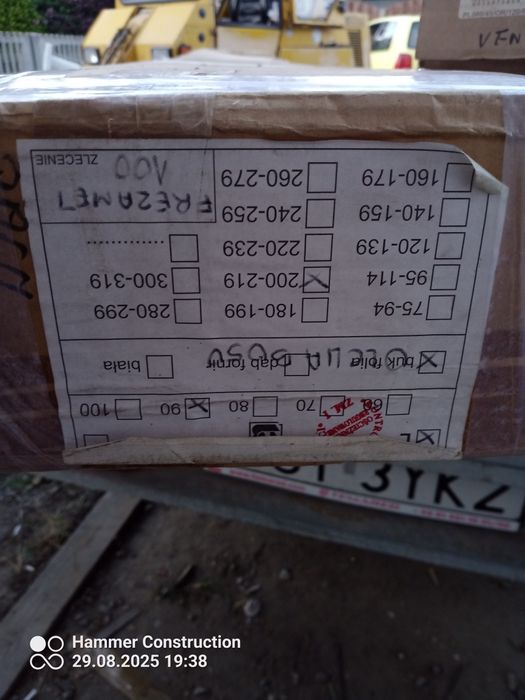 L
60 70 80 90 100
buk folia dąb fornir biała
75-94 180-199 280-299
95-114 200-219 300-319
120-139 220-239 .............
140-159 240-259 FREZAMET
160-179 260-279 100
ZLECENIE
VFN
3YKZ
Hammer Construction
29.08.2025 19:38